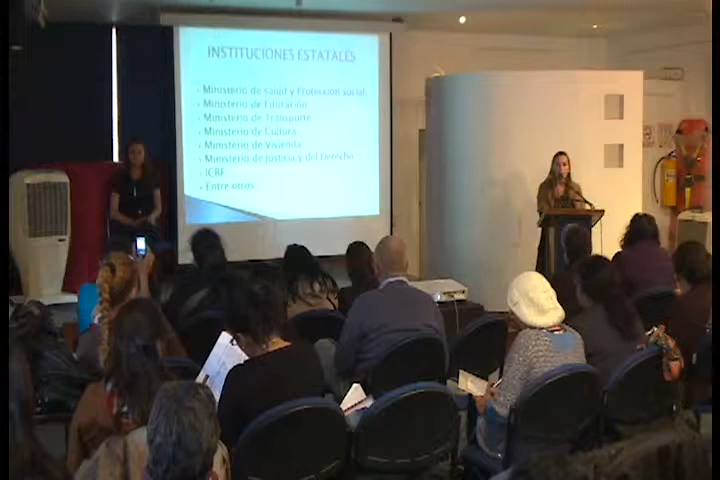 INSTITUCIONES ESTATALES
- Ministerio de Salud y Protección social
- Ministerio de Educación
- Ministerio de Transporte
- Ministerio de Cultura
- Ministerio de Vivienda
- Ministerio de Justicia y del Derecho
- ICBF
- Entre otros